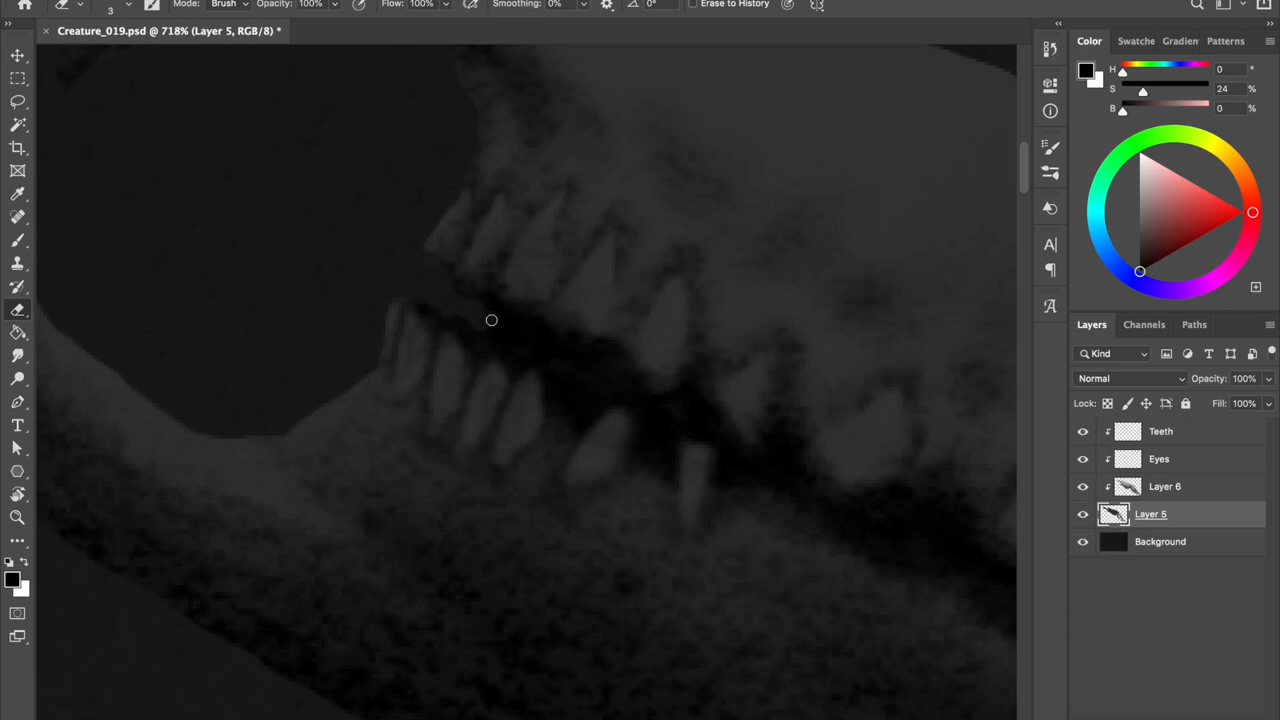 3 Mode: Brush Opacity: 100% Flow: 100% Smoothing: 0% 0° Erase to History
× Creature_019.psd @ 718% (Layer 5, RGB/8) *
Color Swatche Gradien Patterns
H 0 °
S 24 %
B 0 %
Layers Channels Paths
Kind
Normal Opacity: 100%
Lock: Fill: 100%
Teeth
Eyes
Layer 6
Layer 5
Background